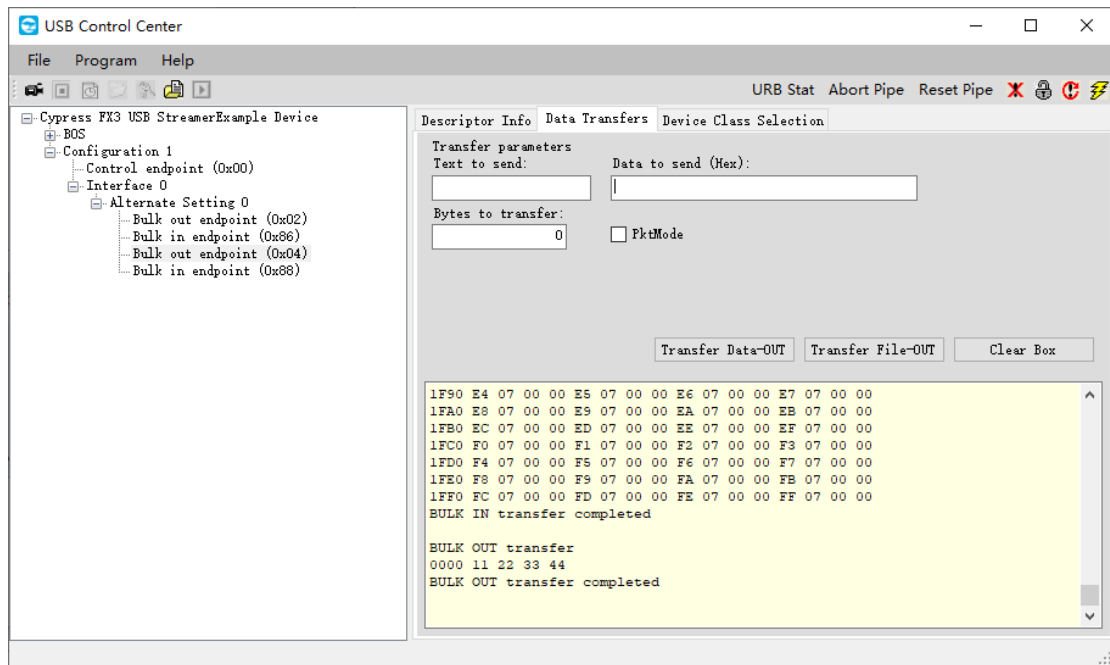 USB Control Center
File Program Help
URB Stat Abort Pipe Reset Pipe
Cypress FX3 USB StreamerExample Device
BOS
Configuration 1
Control endpoint (0x00)
Interface 0
Alternate Setting 0
Bulk out endpoint (0x02)
Bulk in endpoint (0x86)
Bulk out endpoint (0x04)
Bulk in endpoint (0x88)
Descriptor Info Data Transfers Device Class Selection
Transfer parameters
Text to send: Data to send (Hex):
Bytes to transfer:
0 PktMode
Transfer Data-OUT Transfer File-OUT Clear Box
1F90 E4 07 00 00 E5 07 00 00 E6 07 00 00 E7 07 00 00
1FA0 E8 07 00 00 E9 07 00 00 EA 07 00 00 EB 07 00 00
1FB0 EC 07 00 00 ED 07 00 00 EE 07 00 00 EF 07 00 00
1FC0 F0 07 00 00 F1 07 00 00 F2 07 00 00 F3 07 00 00
1FD0 F4 07 00 00 F5 07 00 00 F6 07 00 00 F7 07 00 00
1FE0 F8 07 00 00 F9 07 00 00 FA 07 00 00 FB 07 00 00
1FF0 FC 07 00 00 FD 07 00 00 FE 07 00 00 FF 07 00 00
BULK IN transfer completed
BULK OUT transfer
0000 11 22 33 44
BULK OUT transfer completed